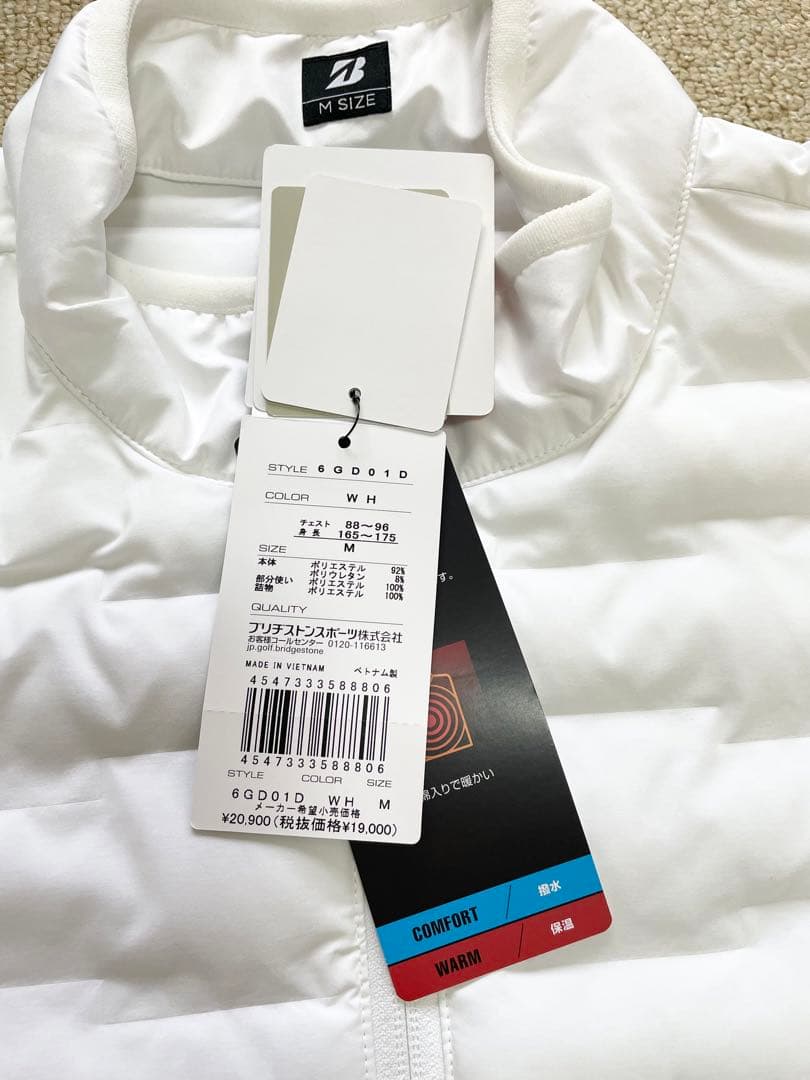 B
M SIZE
STYLE 6GD01D
COLOR WH
チェスト 88～96
身長 165～175
SIZE M
本体 ポリエステル 92%
ポリウレタン 8%
部分使い ポリエステル 100%
詰物 ポリエステル 100%
QUALITY
ブリヂストンスポーツ株式会社
お客様コールセンター 0120-116613
jp.golf.bridgestone
MADE IN VIETNAM ベトナム製
4547333588806
4547333588806
STYLE COLOR SIZE
6GD01D WH M
メーカー希望小売価格
¥20,900(税抜価格¥19,000)
す。
綿入りで暖かい
COMFORT 撥水
WARM 保温